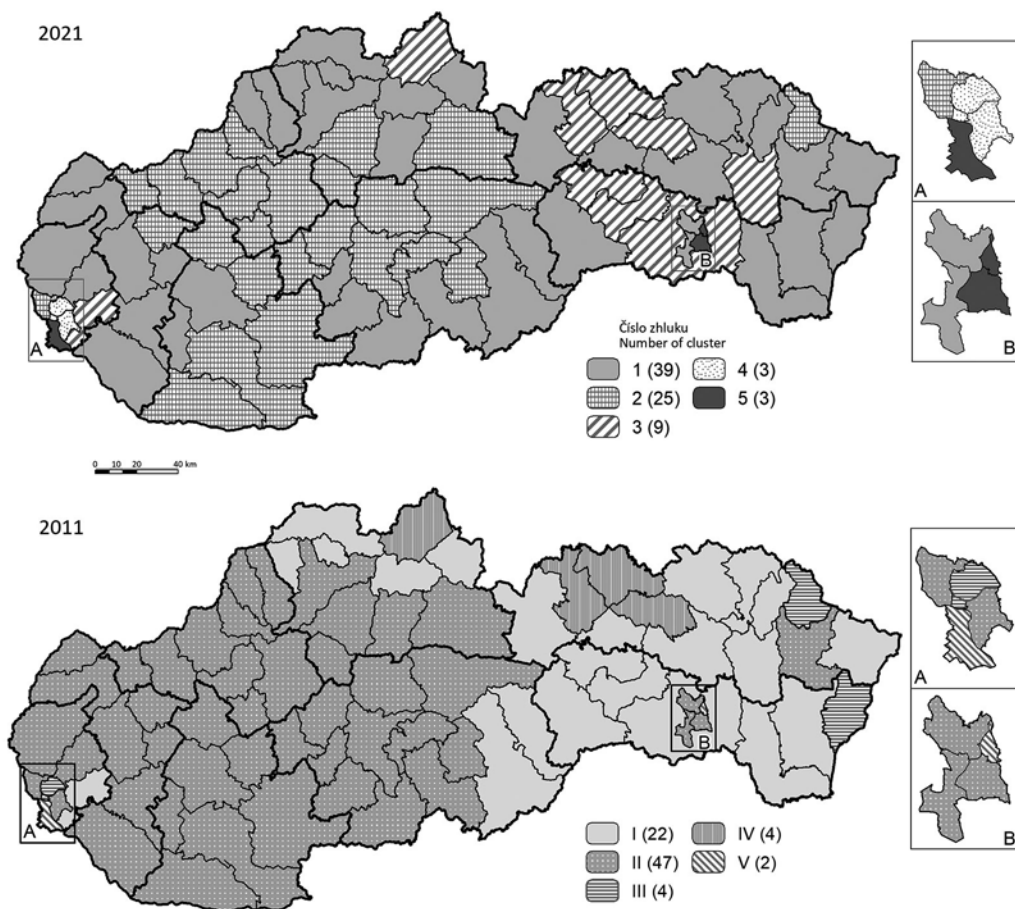 2021
A
B
A
B
Číslo zhluku
Number of cluster
1 (39)
4 (3)
2 (25)
5 (3)
3 (9)
0 10 20 40 km
2011
A
B
A
B
I (22)
IV (4)
II (47)
V (2)
III (4)